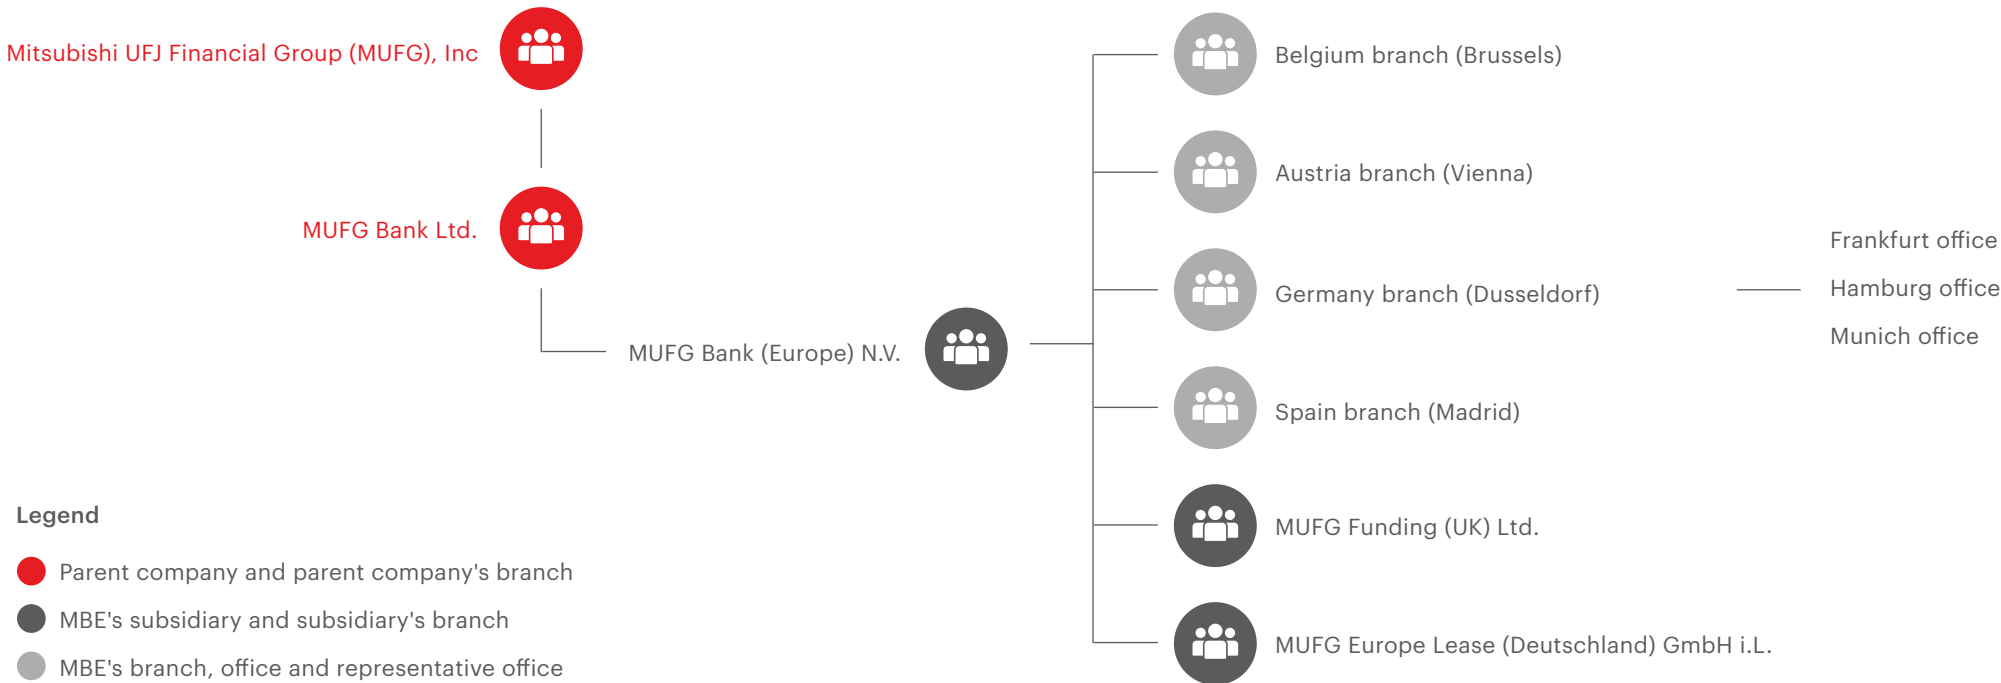 Mitsubishi UFJ Financial Group (MUFG), Inc
MUFG Bank Ltd.
MUFG Bank (Europe) N.V.
Belgium branch (Brussels)
Austria branch (Vienna)
Germany branch (Dusseldorf)
Frankfurt office
Hamburg office
Munich office
Spain branch (Madrid)
MUFG Funding (UK) Ltd.
MUFG Europe Lease (Deutschland) GmbH i.L.
Legend
Parent company and parent company's branch
MBE's subsidiary and subsidiary's branch
MBE's branch, office and representative office